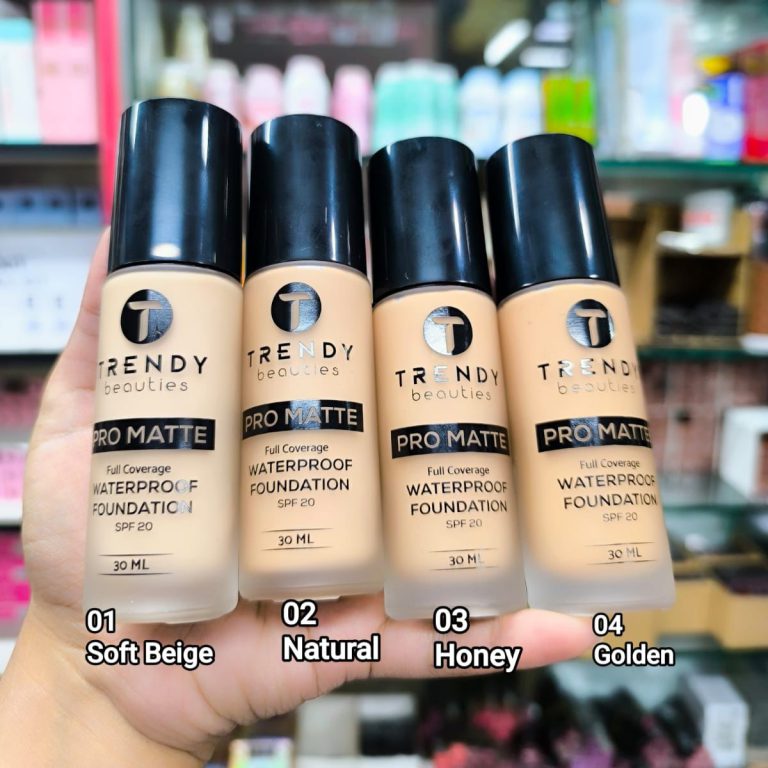 T
TRENDY
beauties
PRO MATTE
Full Coverage
WATERPROOF
FOUNDATION
SPF 20
30 ML
01
Soft Beige
T
TRENDY
beauties
PRO MATTE
Full Coverage
WATERPROOF
FOUNDATION
SPF 20
30 ML
02
Natural
T
TRENDY
beauties
PRO MATTE
Full Coverage
WATERPROOF
FOUNDATION
SPF 20
30 ML
03
Honey
T
TRENDY
beauties
PRO MATTE
Full Coverage
WATERPROOF
FOUNDATION
SPF 20
30 ML
04
Golden